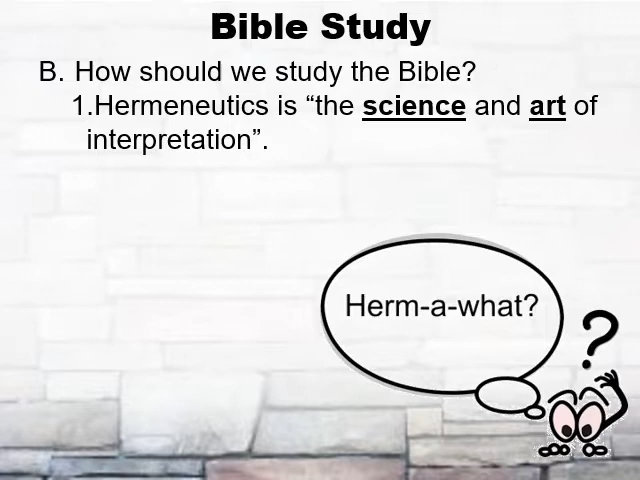 Bible Study
B. How should we study the Bible?
1.Hermeneutics is “the science and art of
interpretation”.
Herm-a-what?
?